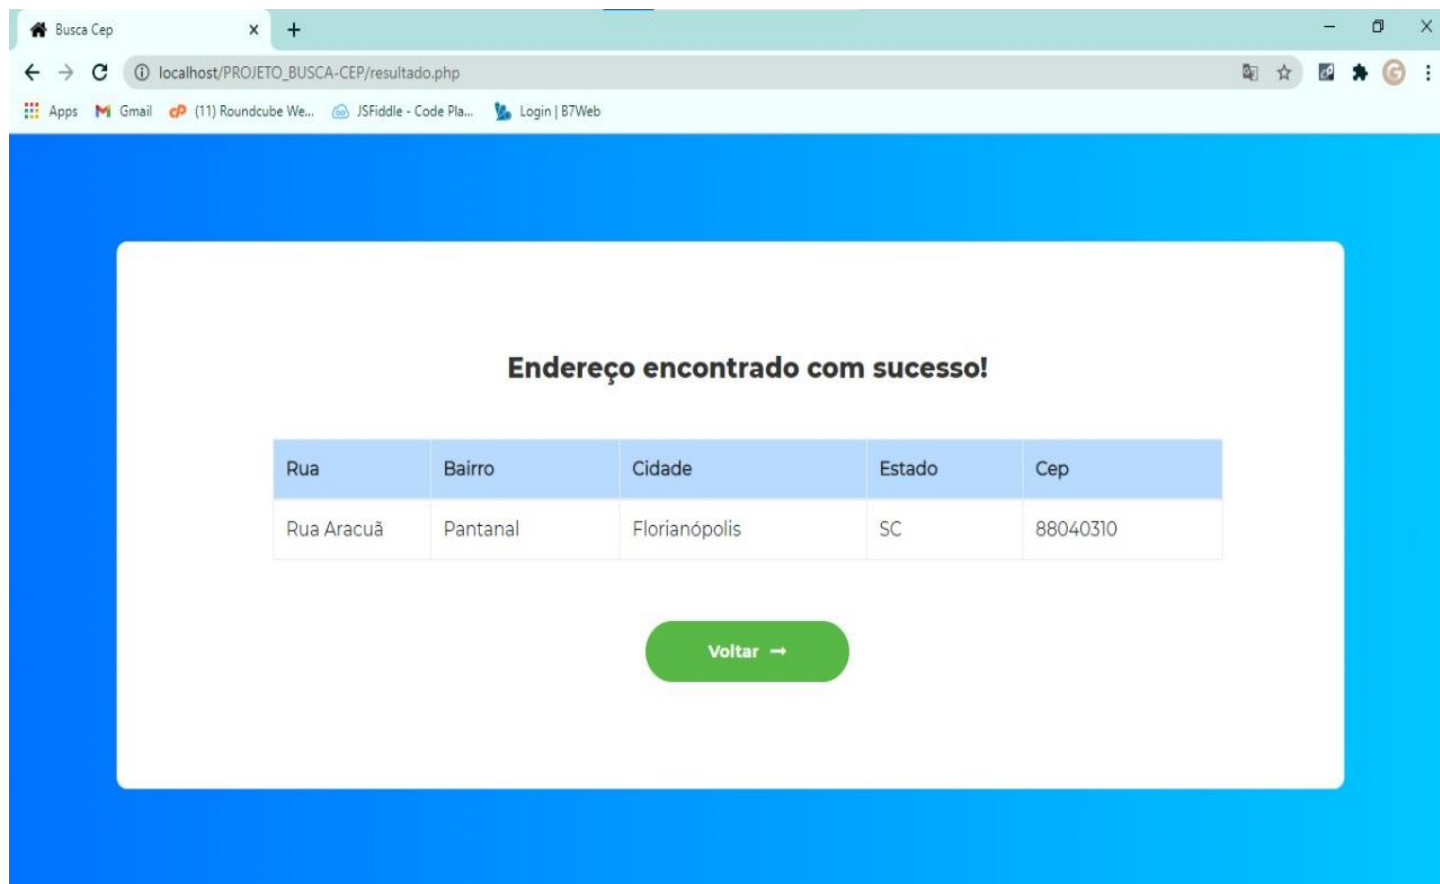 Busca Cep
localhost/PROJETO_BUSCA-CEP/resultado.php
G
Apps Gmail cP (11) Roundcube We... JSFiddle - Code Pla... Login | B7Web
Endereço encontrado com sucesso!
Rua Bairro Cidade Estado Cep
Rua Aracuã Pantanal Florianópolis SC 88040310
Voltar →